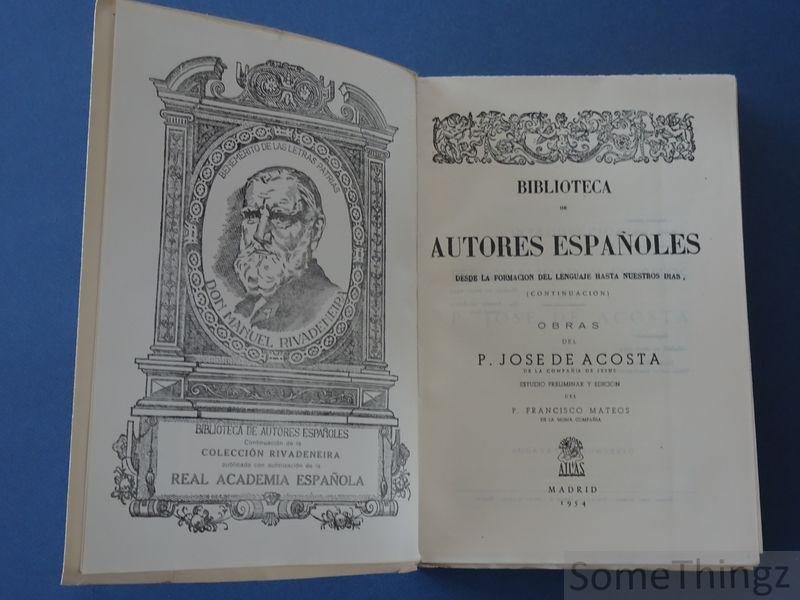 BENEMÉRITO DE LAS LETRAS PATRIAS
DON MANUEL RIVADENEIRA
BIBLIOTECA DE AUTORES ESPAÑOLES
Continuación de la
COLECCIÓN RIVADENEIRA
publicada con autorización de la
REAL ACADEMIA ESPAÑOLA
BIBLIOTECA
DE
AUTORES ESPAÑOLES
DESDE LA FORMACION DEL LENGUAJE HASTA NUESTROS DIAS,
(CONTINUACION)
OBRAS
DEL
P. JOSE DE ACOSTA
DE LA COMPAÑIA DE JESUS
ESTUDIO PRELIMINAR Y EDICION
DEL
P. FRANCISCO MATEOS
DE LA MISMA COMPAÑIA
ATLAS
MADRID
1954
SomeThingz